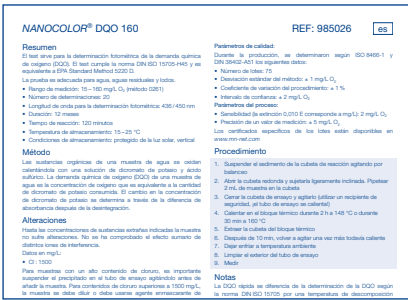 NANOCOLOR® DQO 160
REF: 985026
es
Resumen
El test sirve para la determinación fotométrica de la demanda química
de oxígeno (DQO). El test cumple la norma DIN ISO 15705-H45 y es
equivalente a EPA Standard Method 5220 D.
La prueba es adecuada para agua, aguas residuales y lodos.
• Rango de medición: 15–160 mg/L O2 (método 0261)
• Número de determinaciones: 20
• Longitud de onda para la determinación fotométrica: 436/450 nm
• Duración: 12 meses
• Tiempo de reacción: 120 minutos
• Temperatura de almacenamiento: 15–25 °C
• Condiciones de almacenamiento: protegido de la luz solar, vertical
Método
Las sustancias orgánicas de una muestra de agua se oxidan
calentándola con una solución de dicromato de potasio y ácido
sulfúrico. La demanda química de oxígeno (DQO) de una muestra de
agua es la concentración de oxígeno que es equivalente a la cantidad
de dicromato de potasio consumida. El cambio en la concentración
de dicromato de potasio se determina a través de la diferencia de
absorbancia después de la desintegración.
Alteraciones
Hasta las concentraciones de sustancias extrañas indicadas la muestra
no sufre alteraciones. No se ha comprobado el efecto sumario de
distintos iones de interferencia.
Datos en mg/L:
• Cl-: 1500
Para muestras con un alto contenido de cloruro, es importante
suspender el precipitado en el tubo de ensayo agitándolo antes de
añadir la muestra. Para contenidos de cloruro superiores a 1500 mg/L,
la muestra se debe diluir o debe usarse agente enmascarante de
Parámetros de calidad:
Durante la producción, se determinaron según ISO 8466-1 y
DIN 38402-A51 los siguientes datos:
• Número de lotes: 75
• Desviación estándar del método: ± 1 mg/L O2
• Coeficiente de variación del procedimiento: ± 1%
• Intervalo de confianza: ± 2 mg/L O2
Parámetros del proceso:
• Sensibilidad (la extinción 0,010 E corresponde a mg/L): 2 mg/L O2
• Precisión de un valor de medición: ± 5 mg/L O2
Los certificados específicos de los lotes están disponibles en
www.mn-net.com
Procedimiento
1. Suspender el sedimento de la cubeta de reacción agitando por
balanceo
2. Abrir la cubeta redonda y sujetarla ligeramente inclinada. Pipetear
2 mL de muestra en la cubeta
3. Cerrar la cubeta de ensayo y agitarlo (utilizar un recipiente de
seguridad, ¡el tubo de ensayo se calienta!)
4. Calentar en el bloque térmico durante 2 h a 148 °C o durante
30 min a 160 °C
5. Extraer la cubeta del bloque térmico
6. Después de 10 min, volver a agitar una vez más todavía caliente
7. Dejar enfriar a temperatura ambiente
8. Limpiar el exterior del tubo de ensayo
9. Medir
Notas
La DQO rápida se diferencia de la determinación de la DQO según
la norma DIN ISO 15705 por una temperatura de descomposición